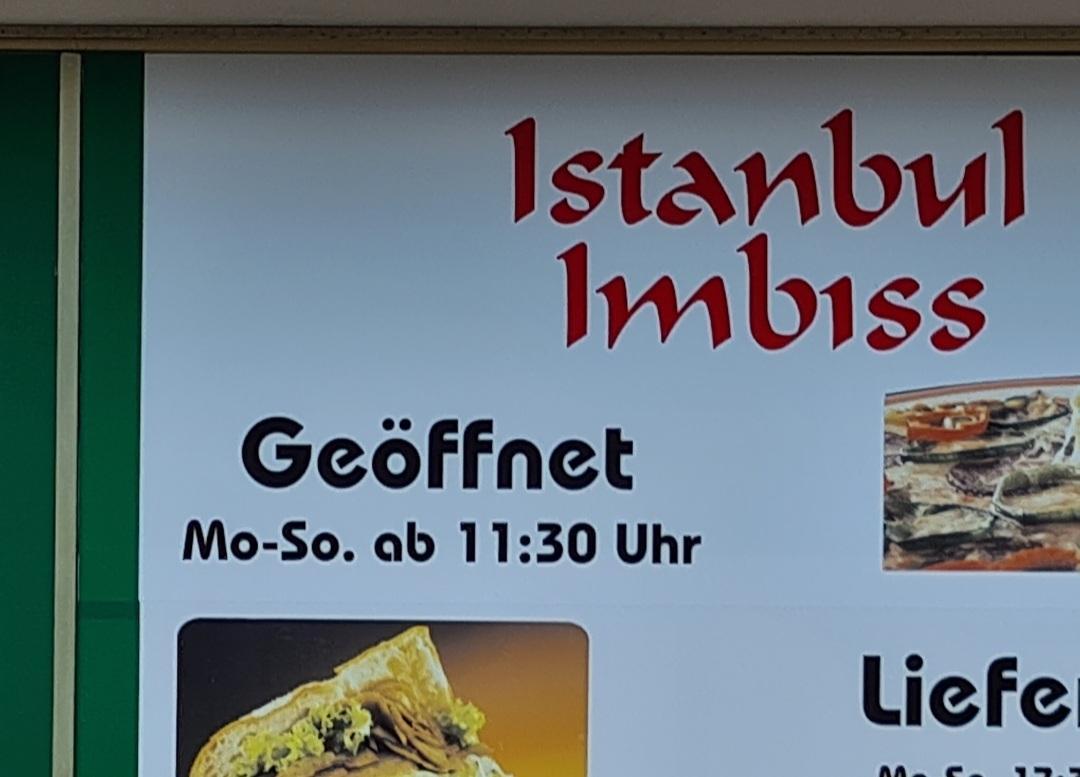 Istanbul
Imbiss
Geöffnet
Mo-So. ab 11:30 Uhr